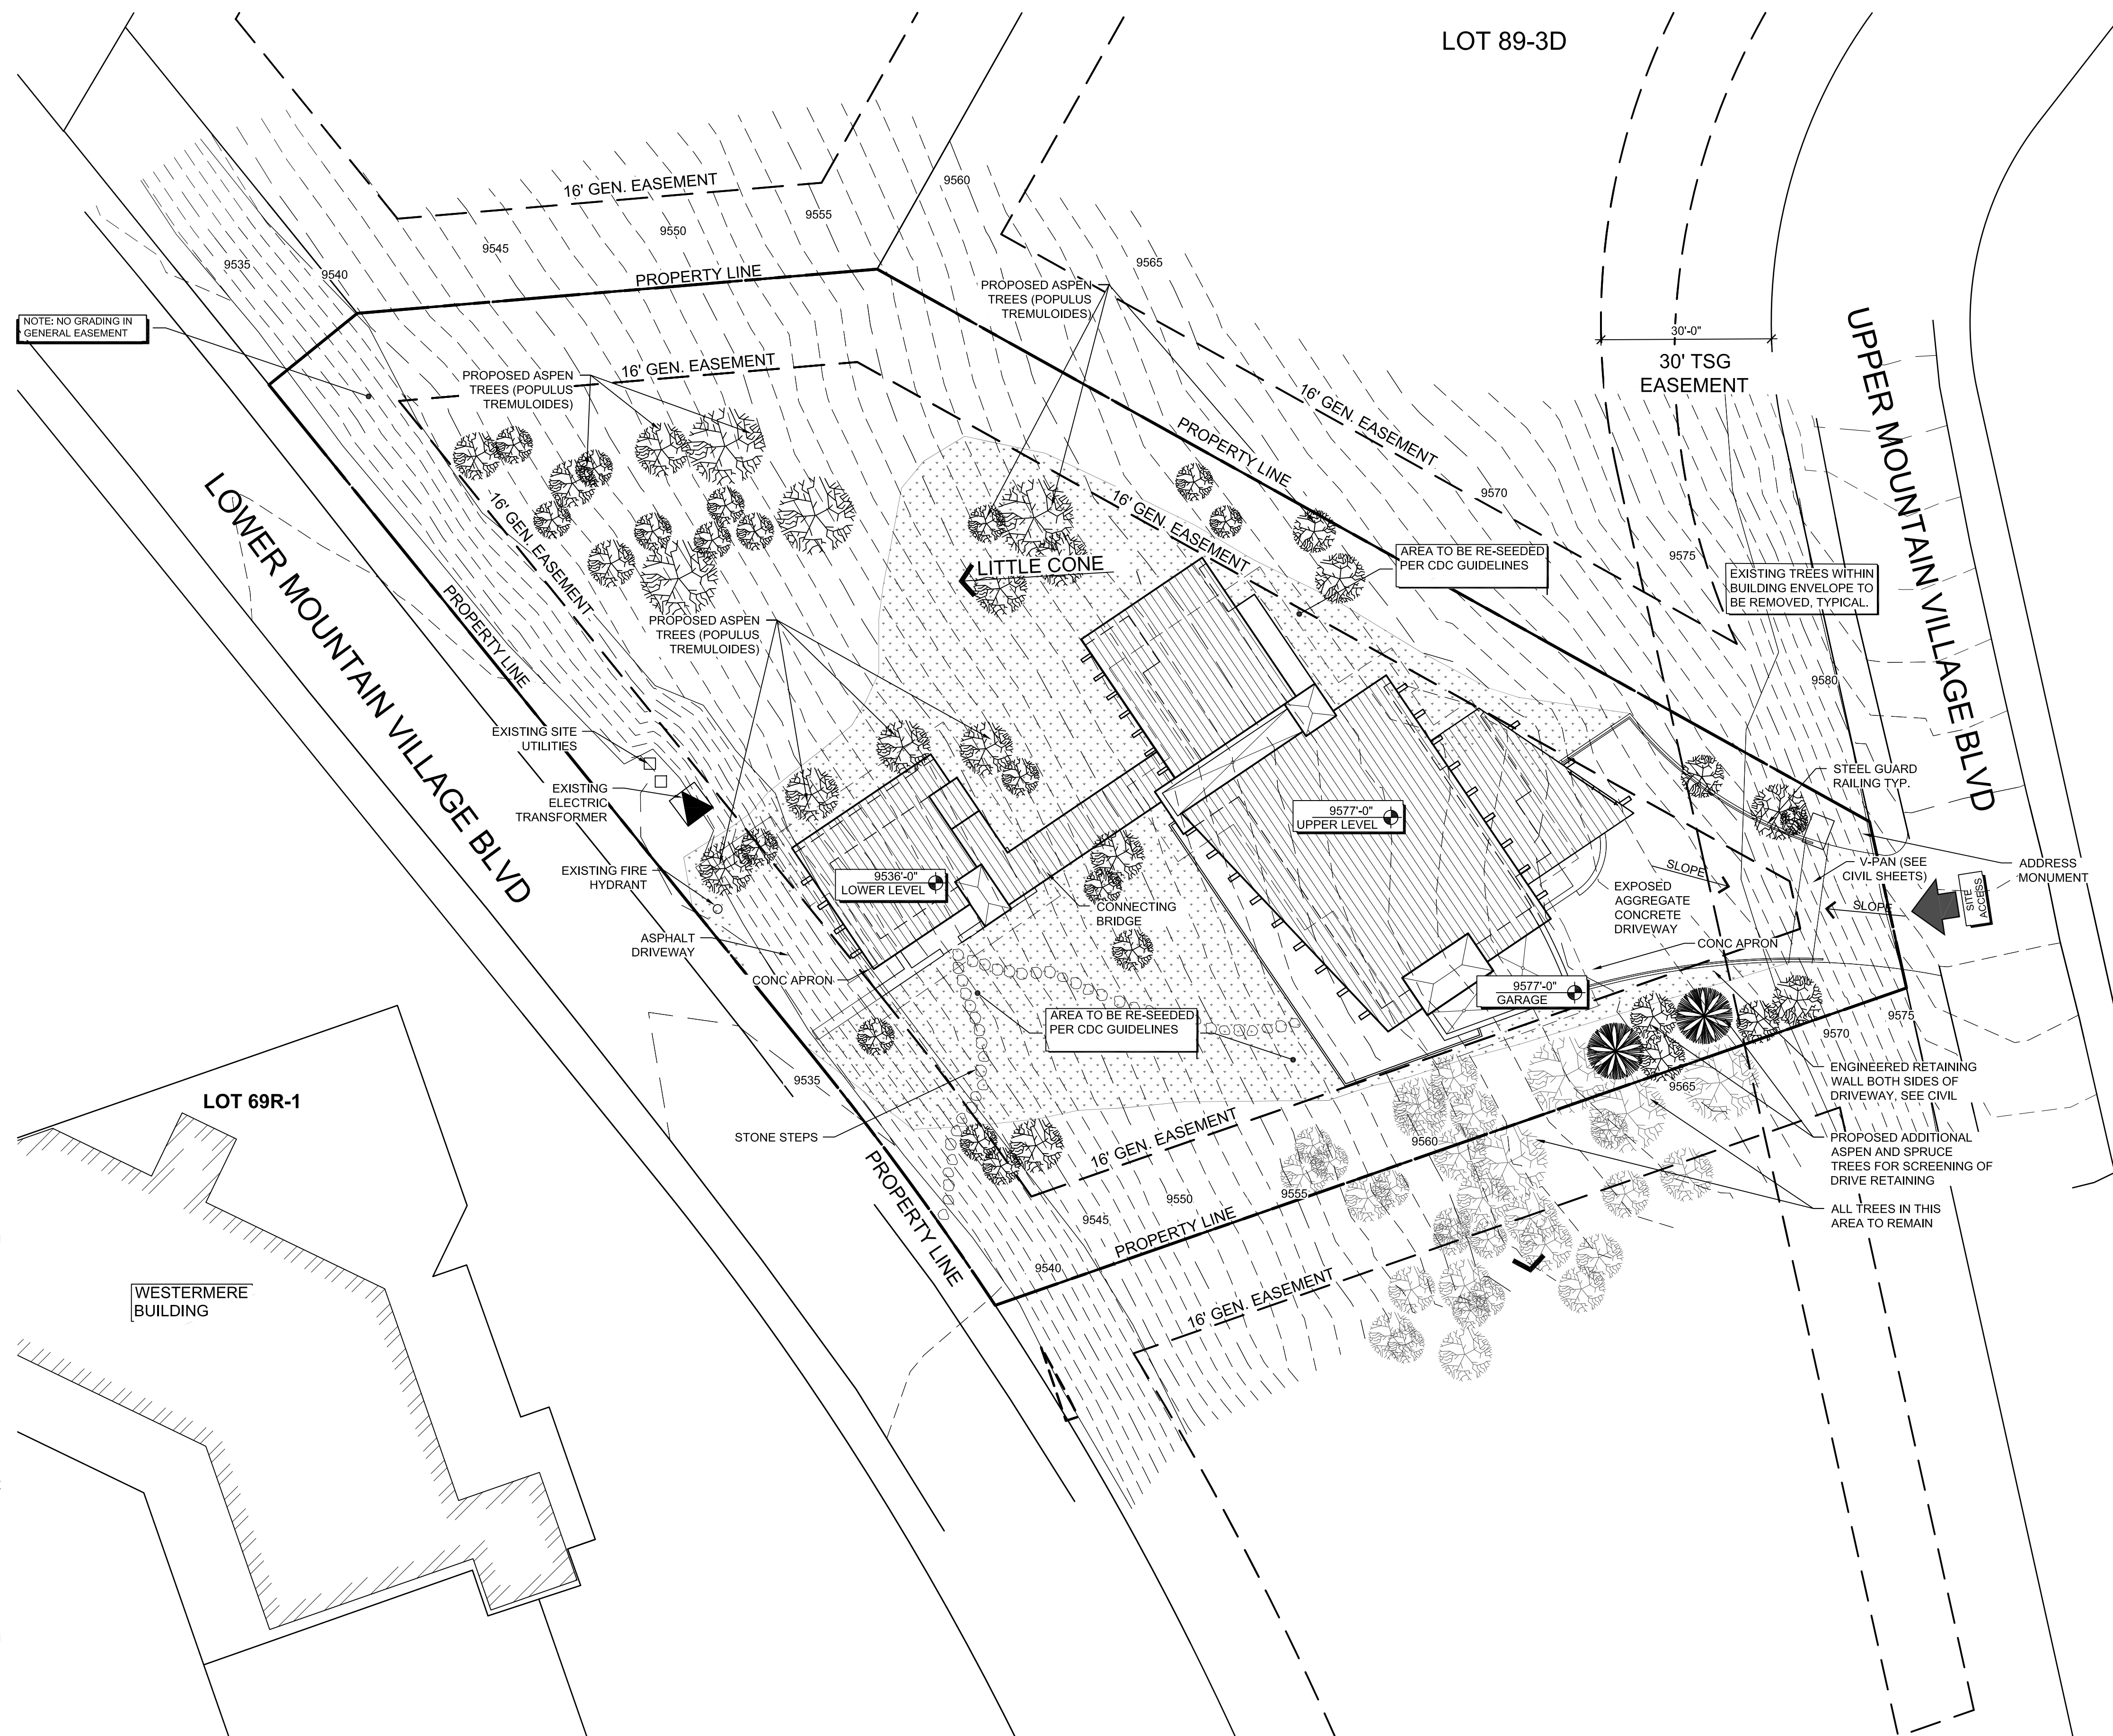 LOT 89-3D
16' GEN. EASEMENT
9560
9555
9550
9545
9535
9540
PROPERTY LINE
9565
PROPOSED ASPEN
TREES (POPULUS
TREMULOIDES)
NOTE: NO GRADING IN
GENERAL EASEMENT
30'-0"
30' TSG
EASEMENT
UPPER MOUNTAIN VILLAGE BLVD
16' GEN. EASEMENT
PROPOSED ASPEN
TREES (POPULUS
TREMULOIDES)
16' GEN. EASEMENT
PROPERTY LINE
9570
16' GEN. EASEMENT
16' GEN. EASEMENT
LOWER MOUNTAIN VILLAGE BLVD
PROPERTY LINE
LITTLE CONE
AREA TO BE RE-SEEDED
PER CDC GUIDELINES
9575
EXISTING TREES WITHIN
BUILDING ENVELOPE TO
BE REMOVED, TYPICAL.
PROPOSED ASPEN
TREES (POPULUS
TREMULOIDES)
9580
EXISTING SITE
UTILITIES
EXISTING
ELECTRIC
TRANSFORMER
STEEL GUARD
RAILING TYP.
9577'-0"
UPPER LEVEL
EXISTING FIRE
HYDRANT
9536'-0"
LOWER LEVEL
SLOPE
V-PAN (SEE
CIVIL SHEETS)
ADDRESS
MONUMENT
EXPOSED
AGGREGATE
CONCRETE
DRIVEWAY
SLOPE
SITE
ACCESS
CONNECTING
BRIDGE
ASPHALT
DRIVEWAY
CONC APRON
CONC APRON
9577'-0"
GARAGE
AREA TO BE RE-SEEDED
PER CDC GUIDELINES
9575
9570
9565
ENGINEERED RETAINING
WALL BOTH SIDES OF
DRIVEWAY, SEE CIVIL
9535
LOT 69R-1
STONE STEPS
16' GEN. EASEMENT
9560
PROPOSED ADDITIONAL
ASPEN AND SPRUCE
TREES FOR SCREENING OF
DRIVE RETAINING
PROPERTY LINE
9555
9550
9545
PROPERTY LINE
ALL TREES IN THIS
AREA TO REMAIN
9540
16' GEN. EASEMENT
WESTERMERE
BUILDING